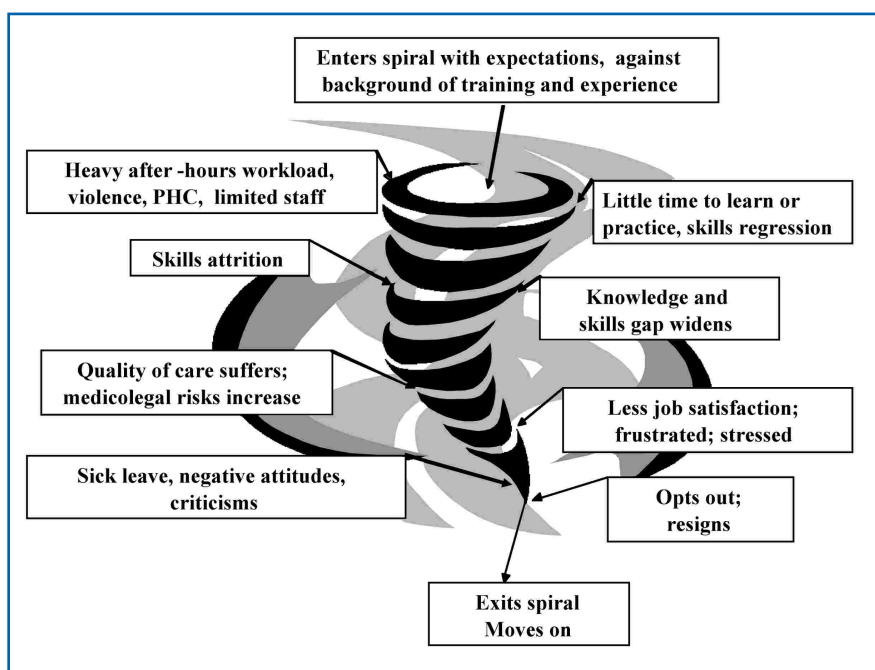 Enters spiral with expectations, against
background of training and experience
Heavy after -hours workload,
violence, PHC, limited staff
Little time to learn or
practice, skills regression
Skills attrition
Knowledge and
skills gap widens
Quality of care suffers;
medicolegal risks increase
Less job satisfaction;
frustrated; stressed
Sick leave, negative attitudes,
criticisms
Opts out;
resigns
Exits spiral
Moves on